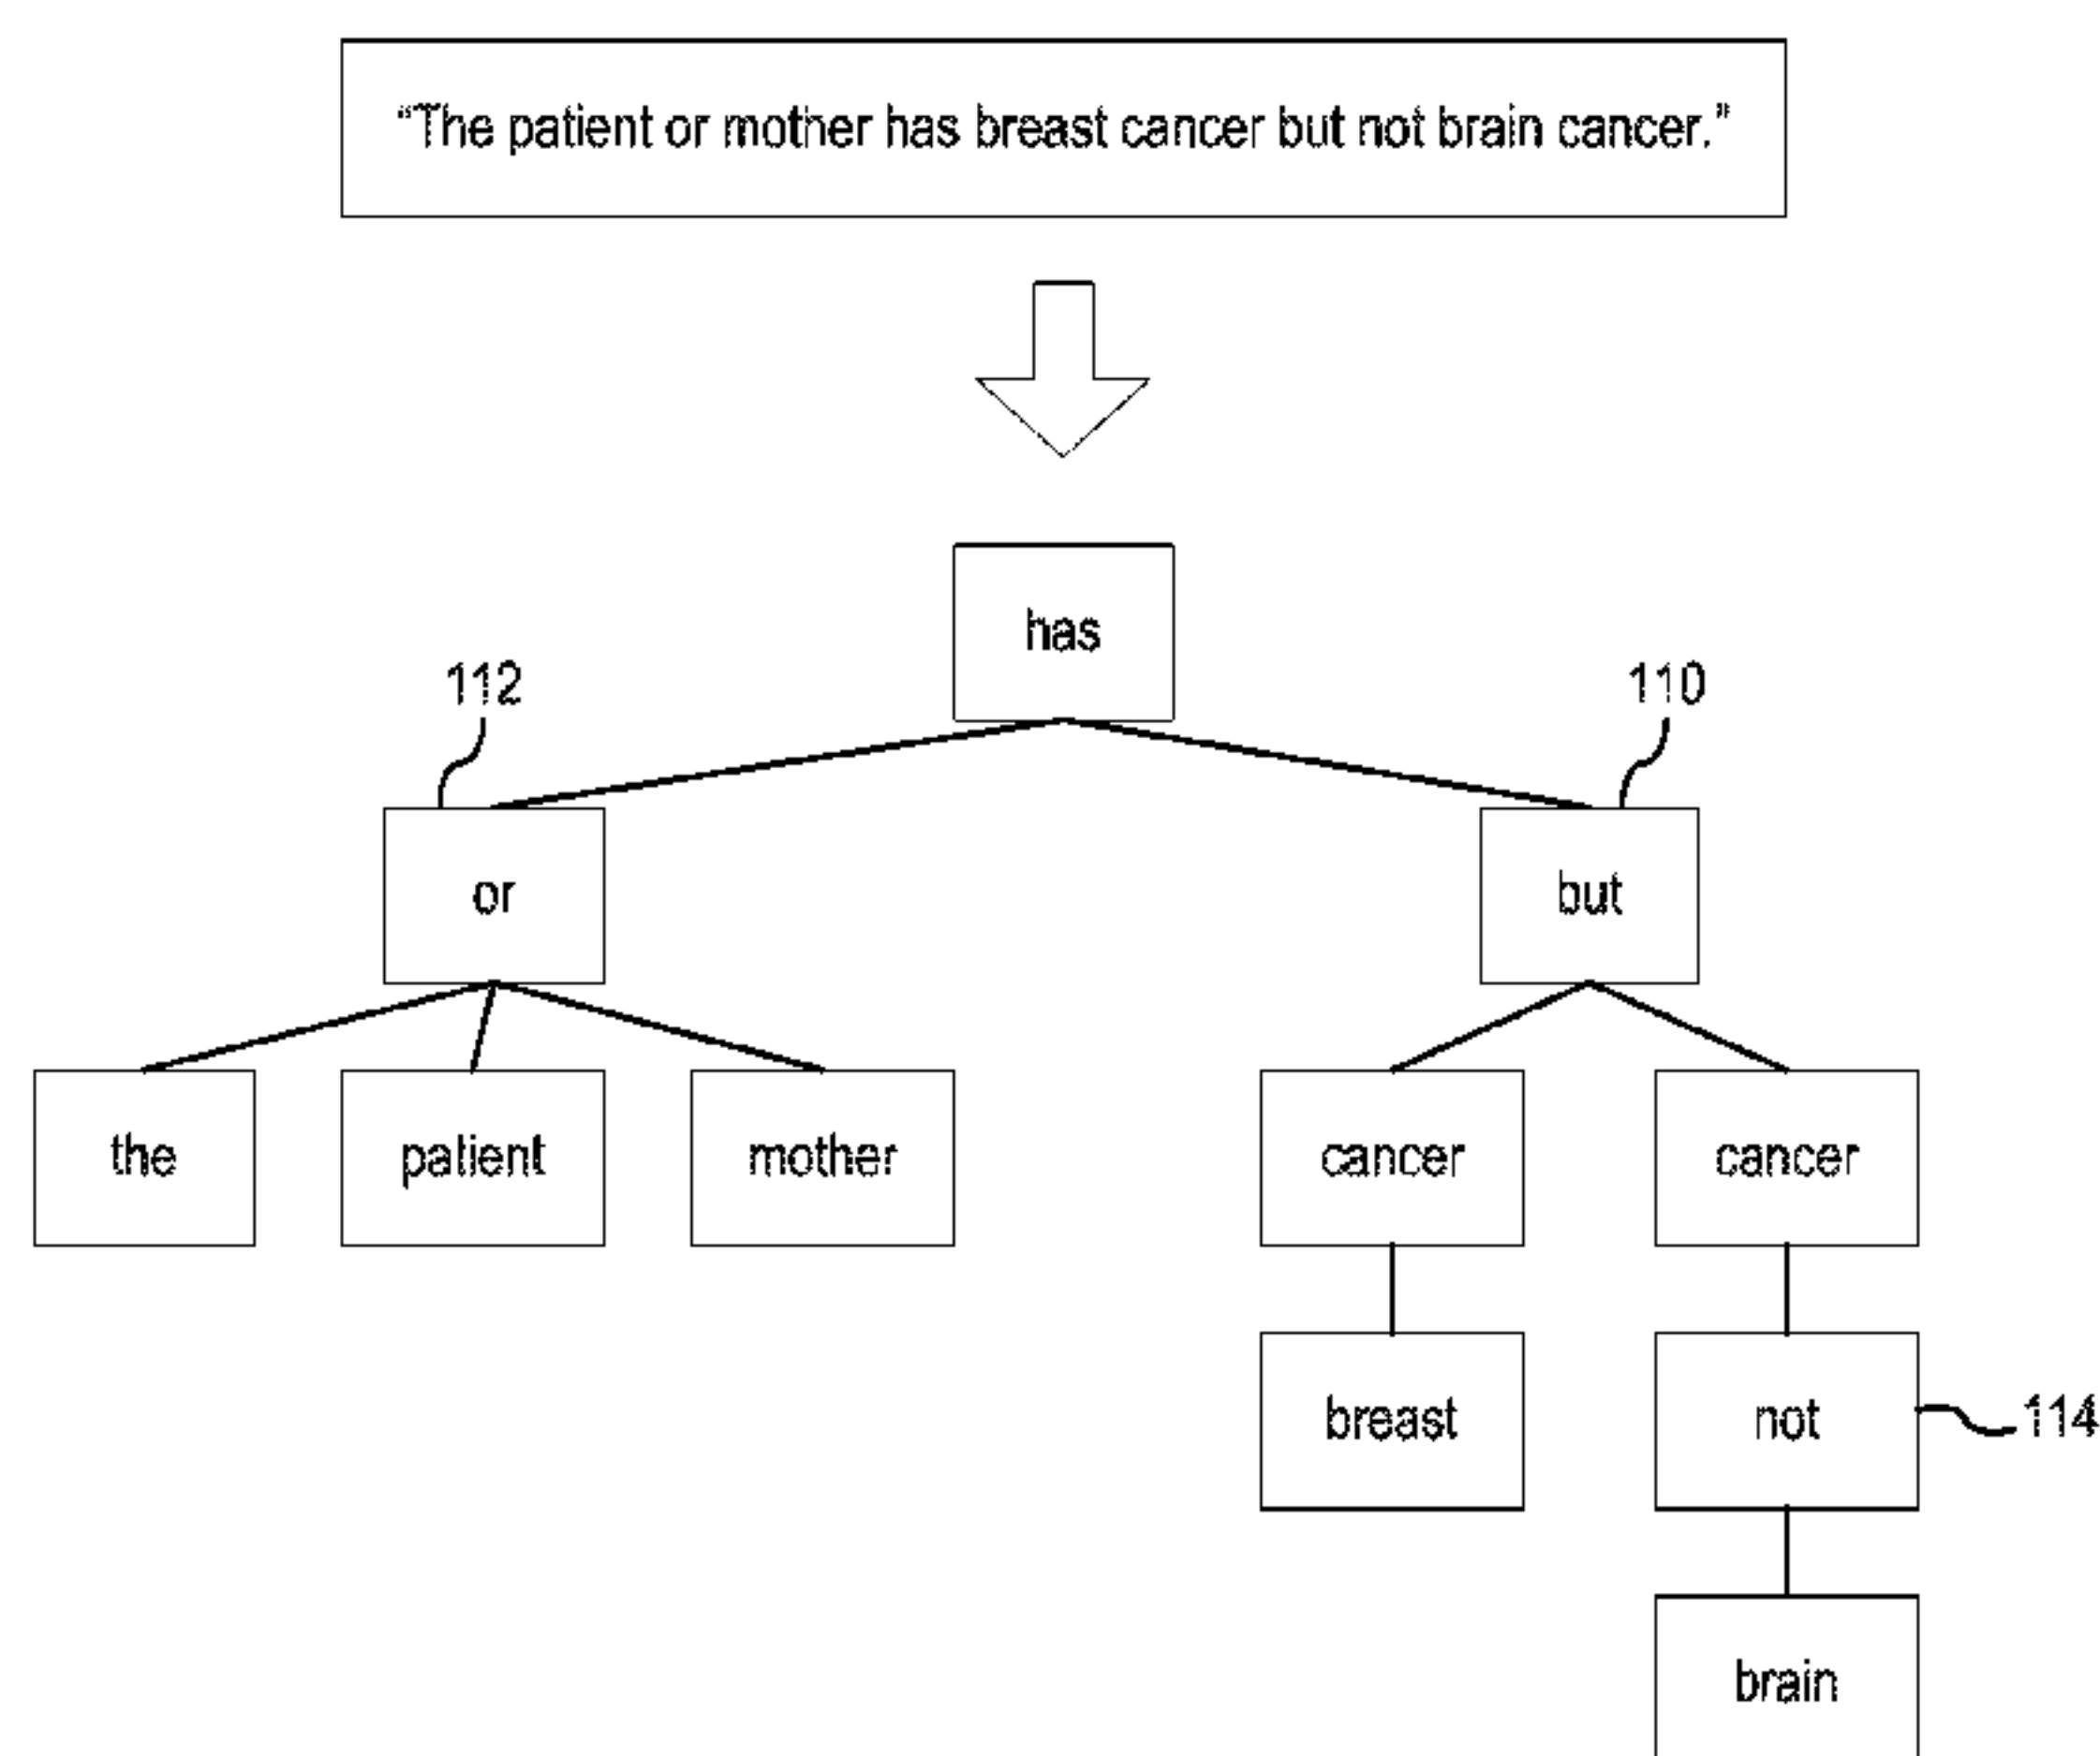 “The patient or mother has breast cancer but not brain cancer.”
has
112
110
or
but
the patient mother cancer cancer
breast not 114
brain